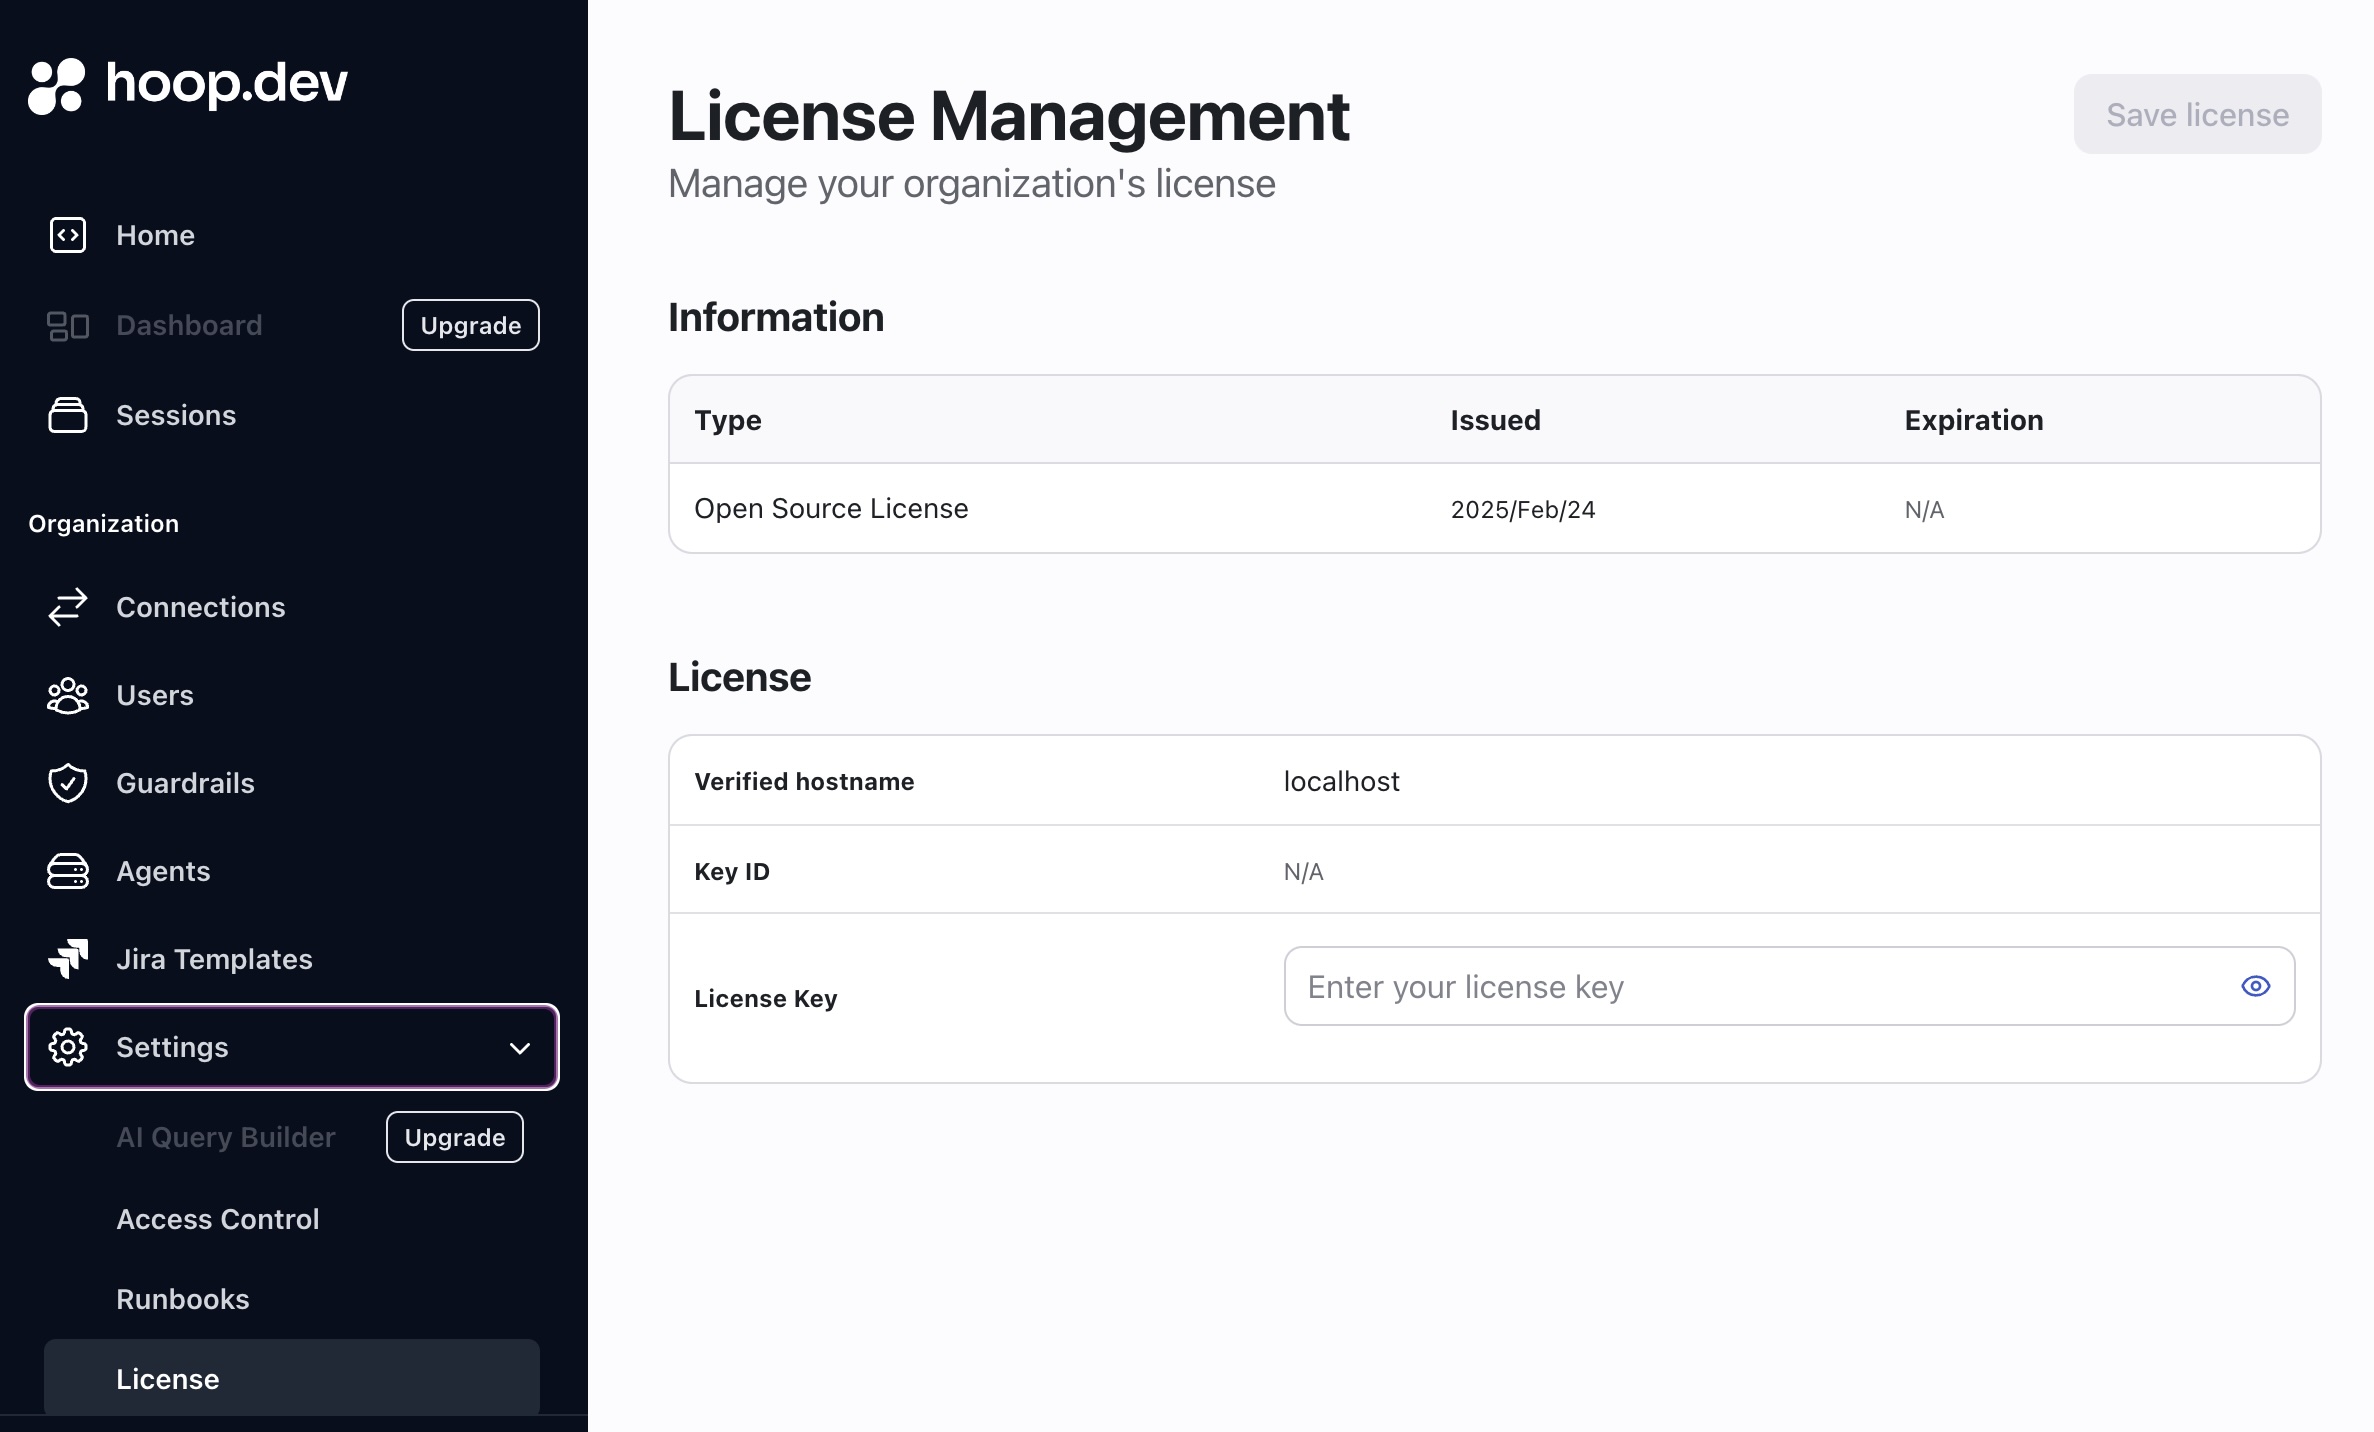 hoop.dev
Home
Dashboard
Upgrade
Sessions
Organization
Connections
Users
Guardrails
Agents
Jira Templates
Settings
AI Query Builder
Upgrade
Access Control
Runbooks
License
License Management
Save license
Manage your organization's license
Information
Type Issued Expiration
Open Source License 2025/Feb/24 N/A
License
Verified hostname localhost
Key ID N/A
License Key Enter your license key